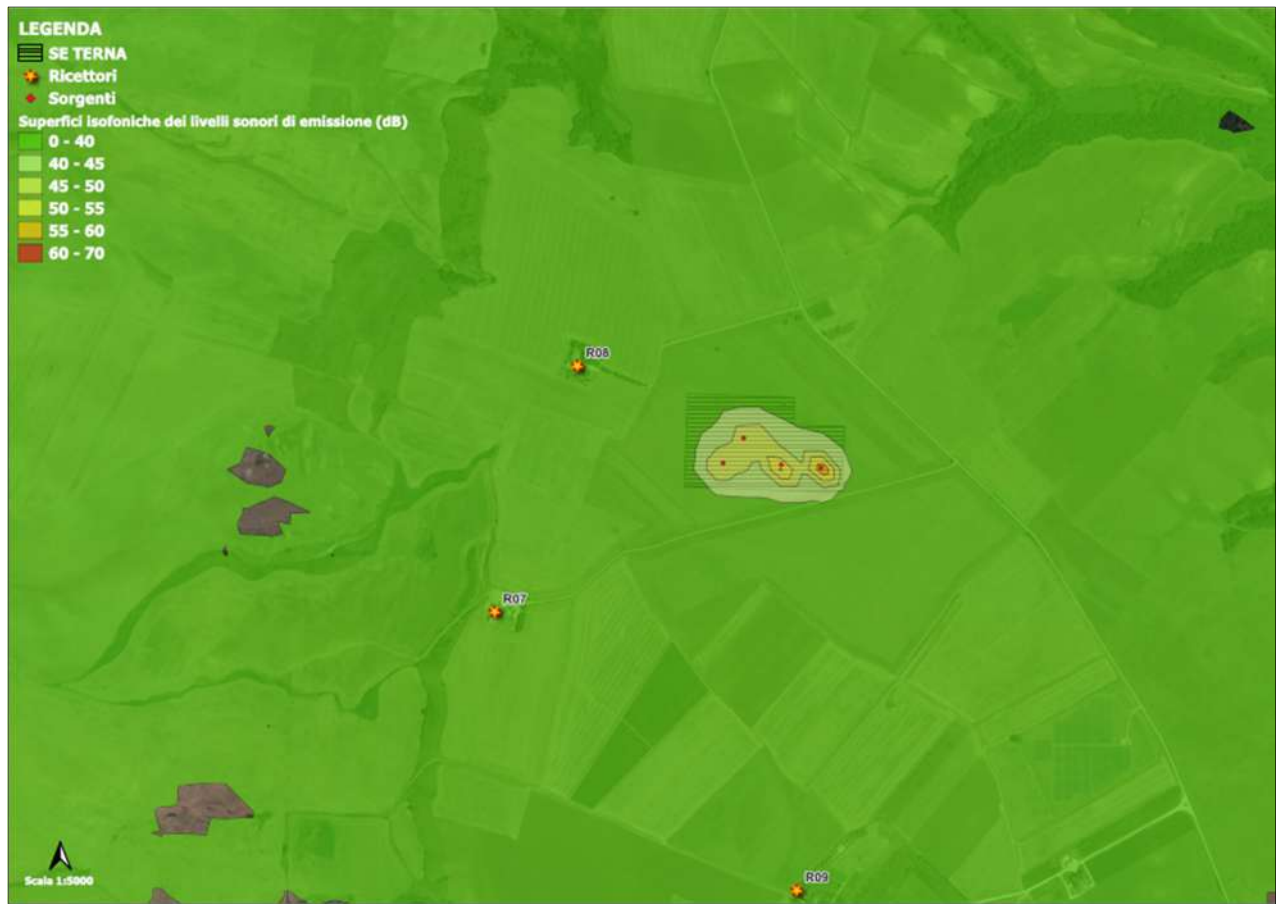 LEGENDA
SE TERNA
Ricettori
Sorgenti
Superfici isofoniche dei livelli sonori di emissione (dB)
0 - 40
40 - 45
45 - 50
50 - 55
55 - 60
60 - 70
R08
R07
R09
Scala 1:5000